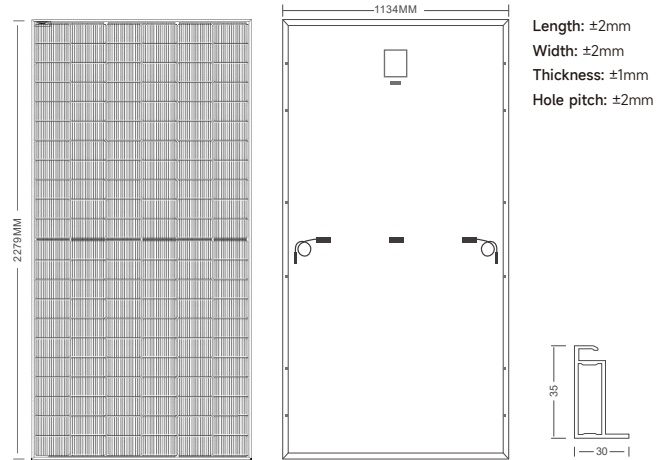 1134MM
Length: ±2mm
Width: ±2mm
Thickness: ±1mm
Hole pitch: ±2mm
2279MM
35
30